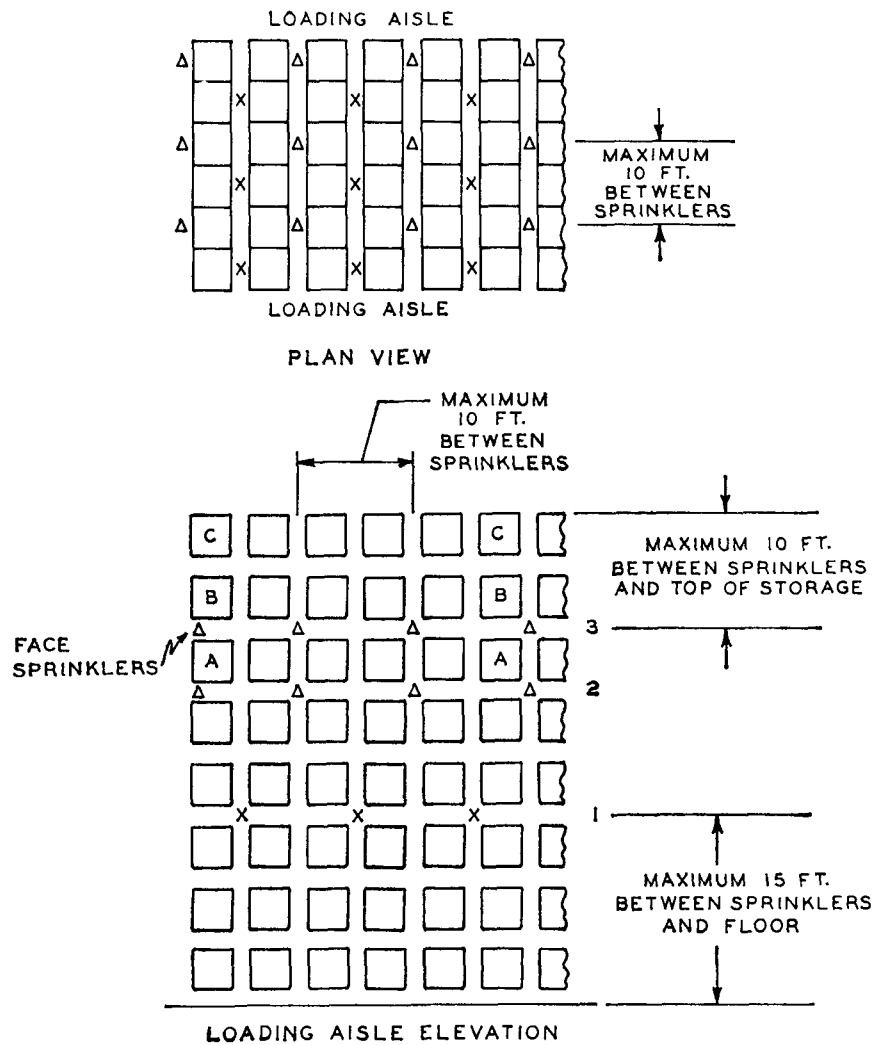 LOADING AISLE
Δ Δ Δ Δ
X X X
Δ Δ Δ Δ
X X X
Δ Δ Δ Δ
X X X
MAXIMUM
10 FT.
BETWEEN
SPRINKLERS
LOADING AISLE
PLAN VIEW
MAXIMUM
10 FT.
BETWEEN
SPRINKLERS
C C
B B
Δ Δ Δ Δ 3
A A
Δ Δ Δ Δ 2
X X X 1
FACE
SPRINKLERS
MAXIMUM 10 FT.
BETWEEN SPRINKLERS
AND TOP OF STORAGE
MAXIMUM 15 FT.
BETWEEN SPRINKLERS
AND FLOOR
LOADING AISLE ELEVATION